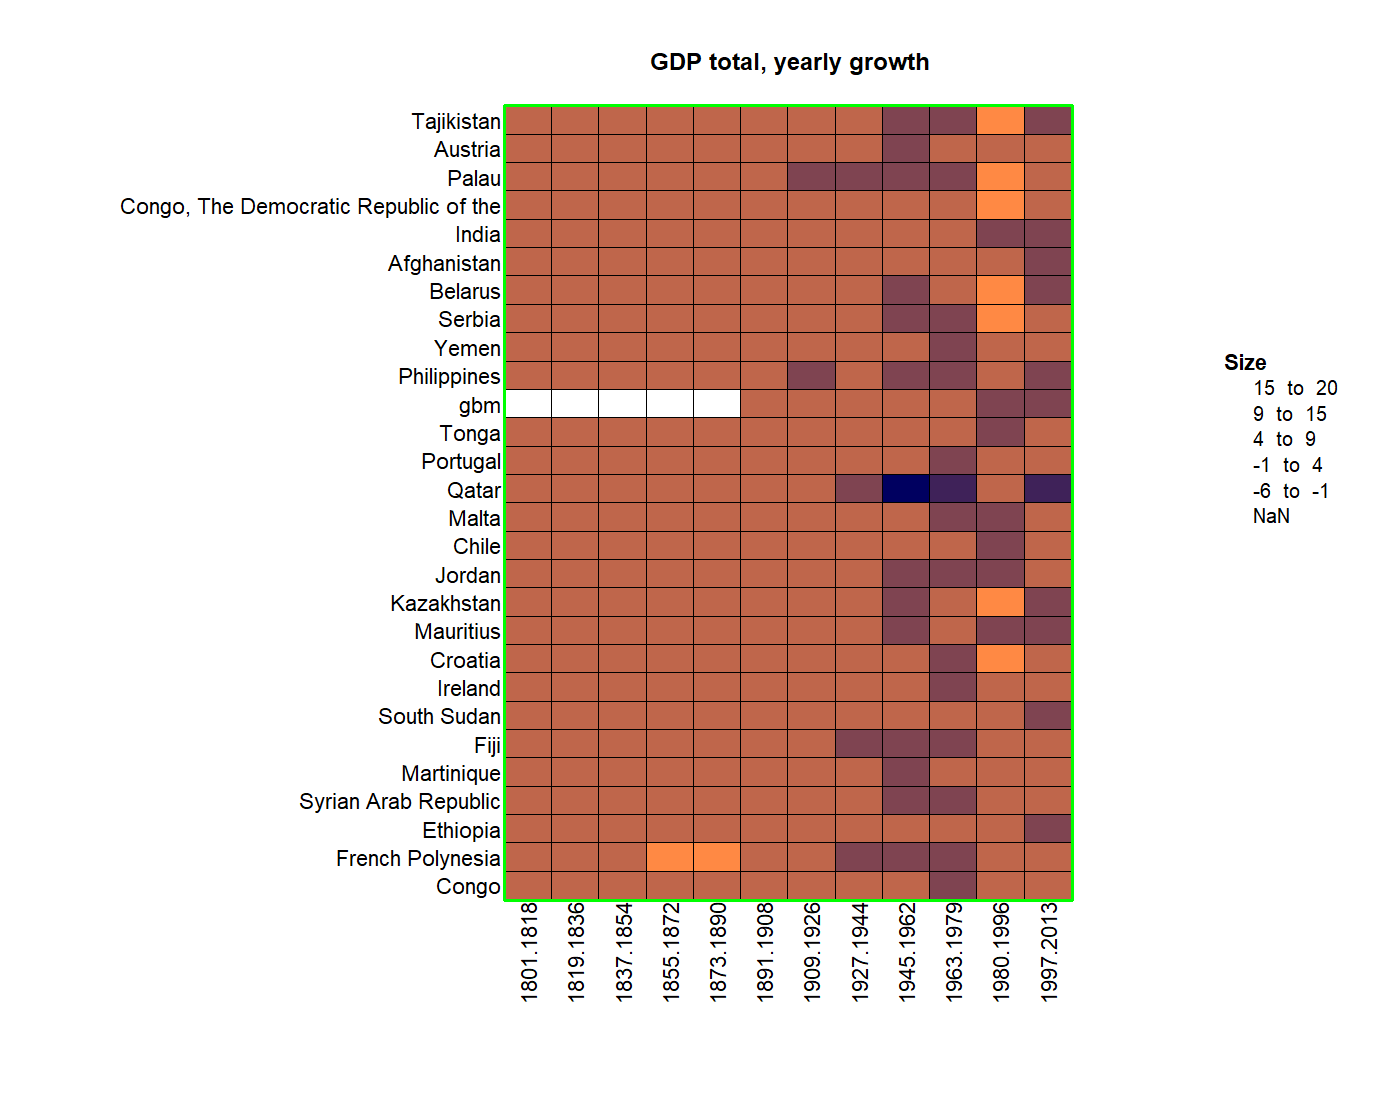 GDP total, yearly growth
Tajikistan
Austria
Palau
Congo, The Democratic Republic of the
India
Afghanistan
Belarus
Serbia
Yemen
Philippines
gbm
Tonga
Portugal
Qatar
Malta
Chile
Jordan
Kazakhstan
Mauritius
Croatia
Ireland
South Sudan
Fiji
Martinique
Syrian Arab Republic
Ethiopia
French Polynesia
Congo
1801.1818
1819.1836
1837.1854
1855.1872
1873.1890
1891.1908
1909.1926
1927.1944
1945.1962
1963.1979
1980.1996
1997.2013
Size
15 to 20
9 to 15
4 to 9
-1 to 4
-6 to -1
NaN